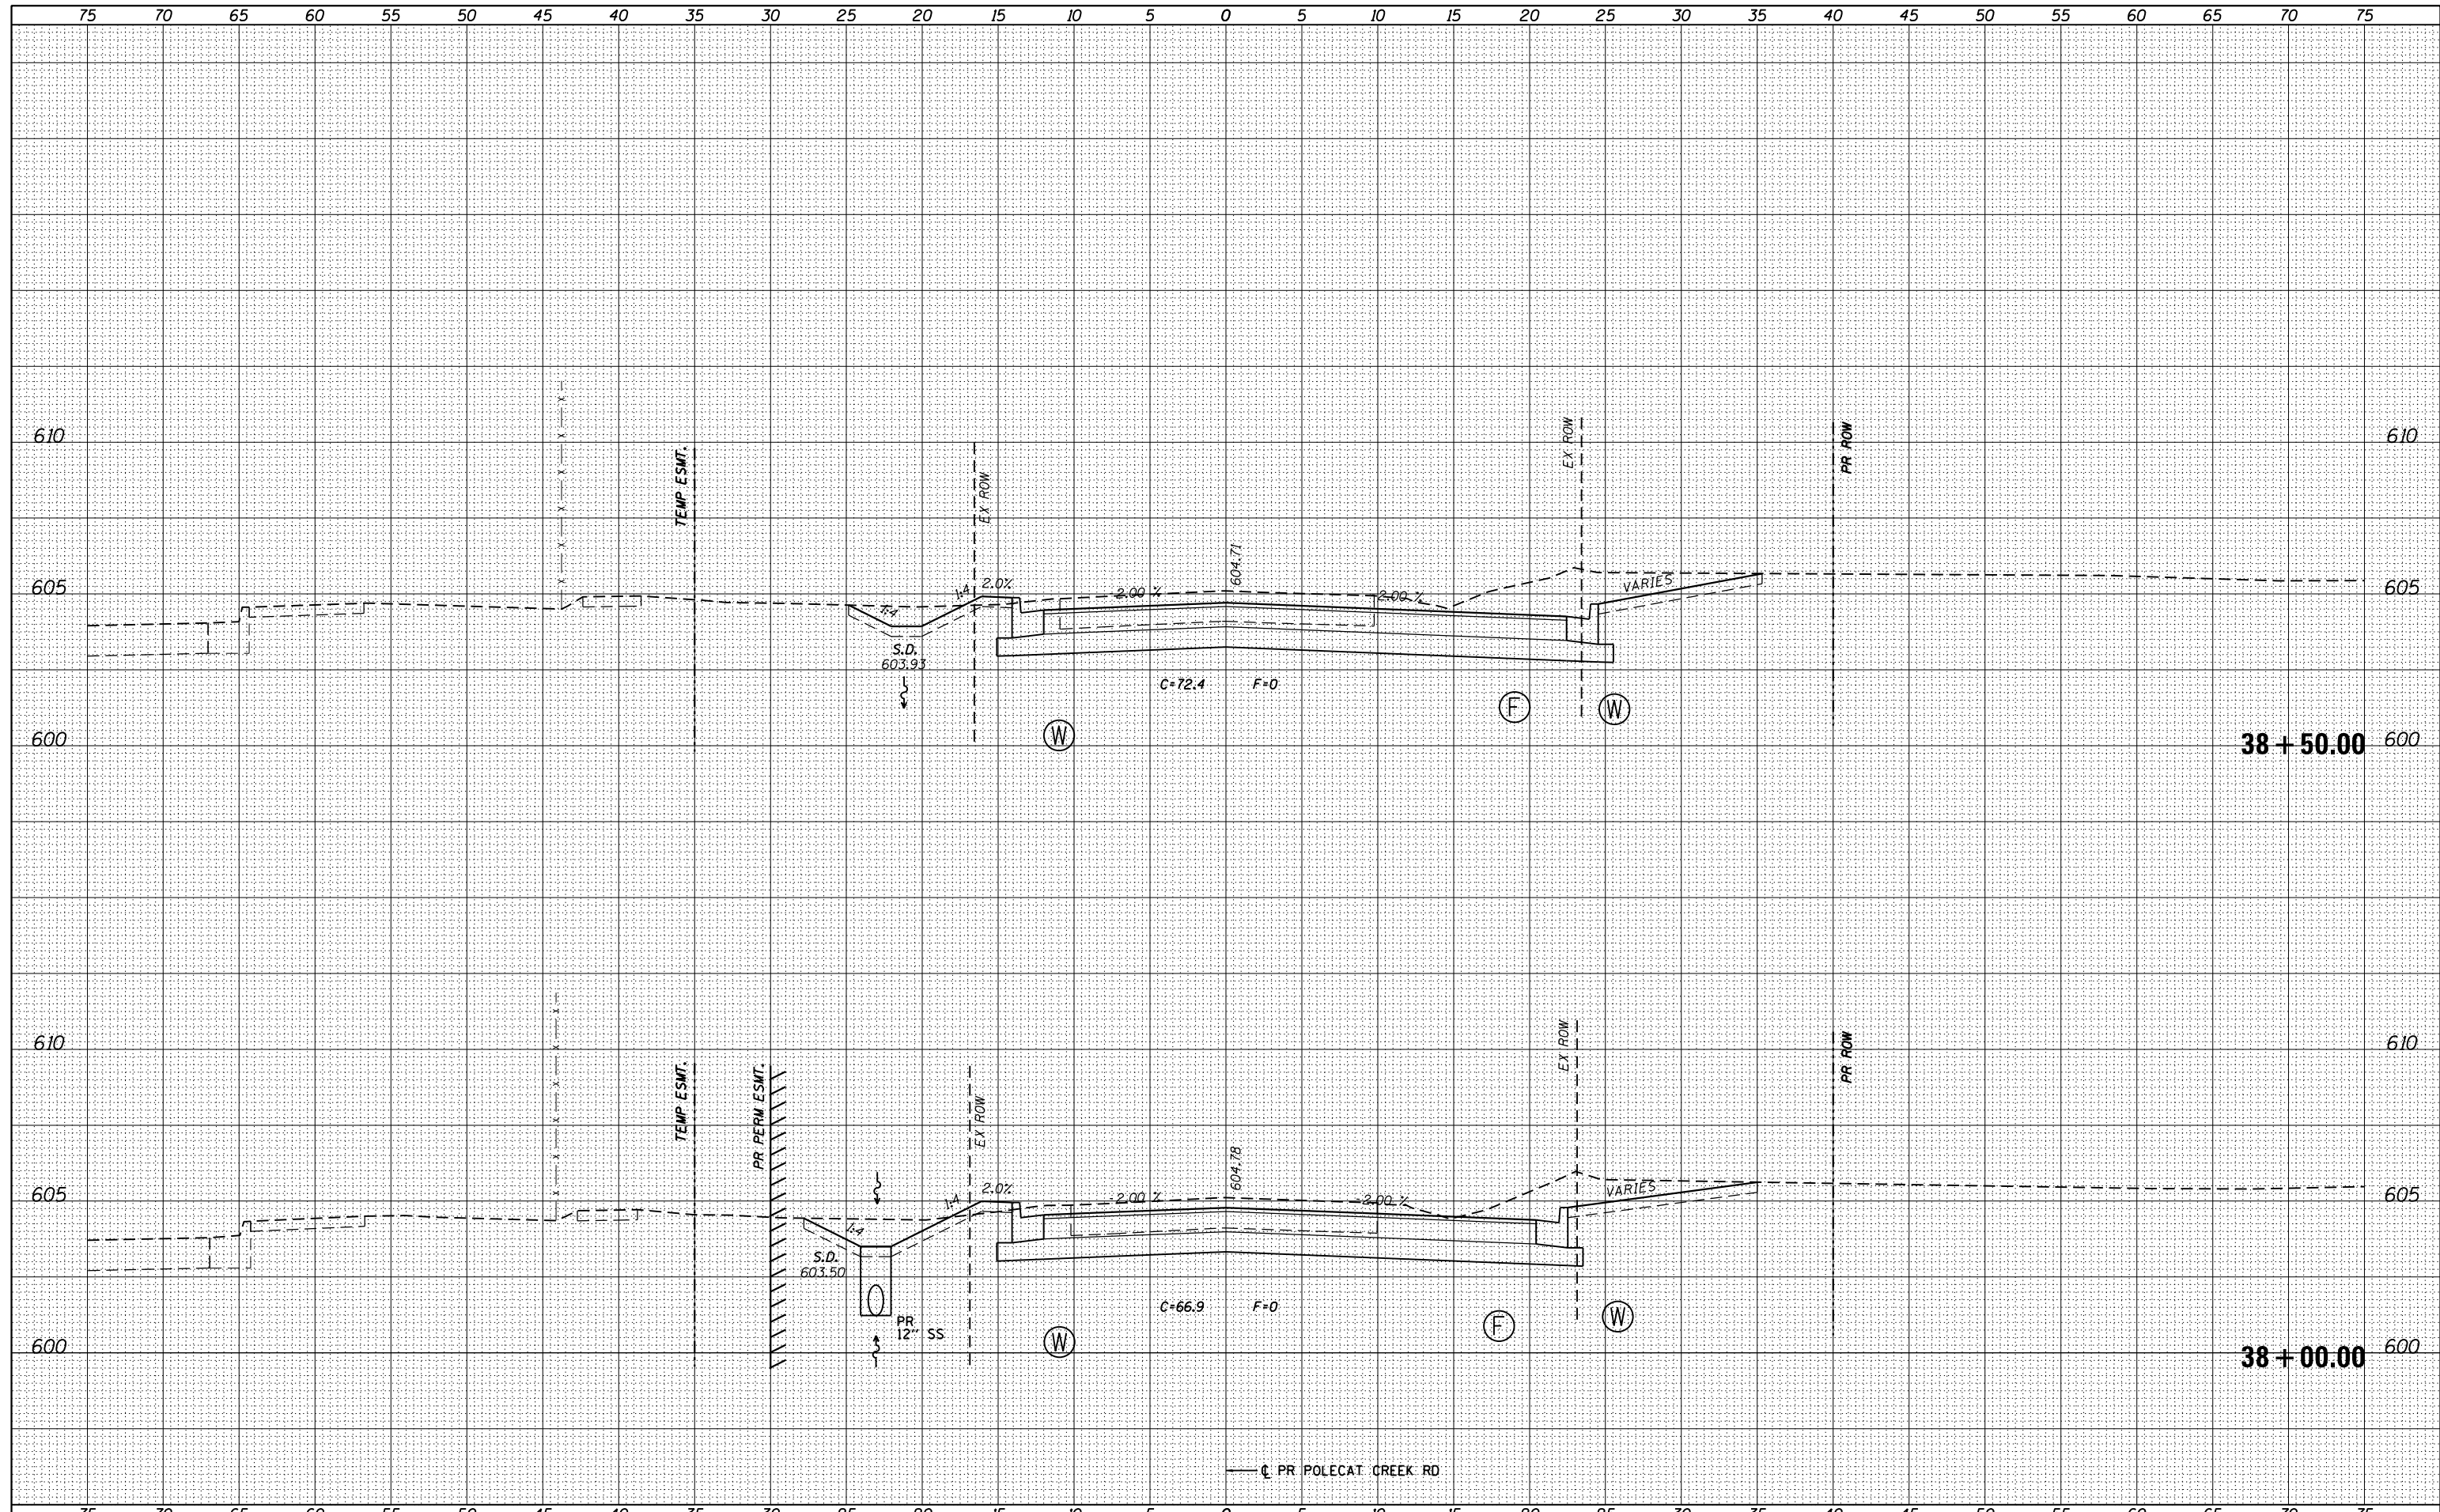 75 70 65 60 55 50 45 40 35 30 25 20 15 10 5 0 5 10 15 20 25 30 35 40 45 50 55 60 65 70 75
610 TEMP ESMT. EX ROW EX ROW PR ROW 610
605 1:4 1:4 2.0% 2.00 % 604.71 2.00 % VARIES 605
S.D.
603.93
C=72.4 F=0
W F W
600 38+50.00 600
610 TEMP ESMT. PR PERM ESMT. EX ROW EX ROW PR ROW 610
605 1:4 1:4 2.0% -2.00 % 604.78 -2.00 % VARIES 605
S.D.
603.50
C=66.9 F=0
PR
12" SS
W F W
600 38+00.00 600
℄ PR POLECAT CREEK RD